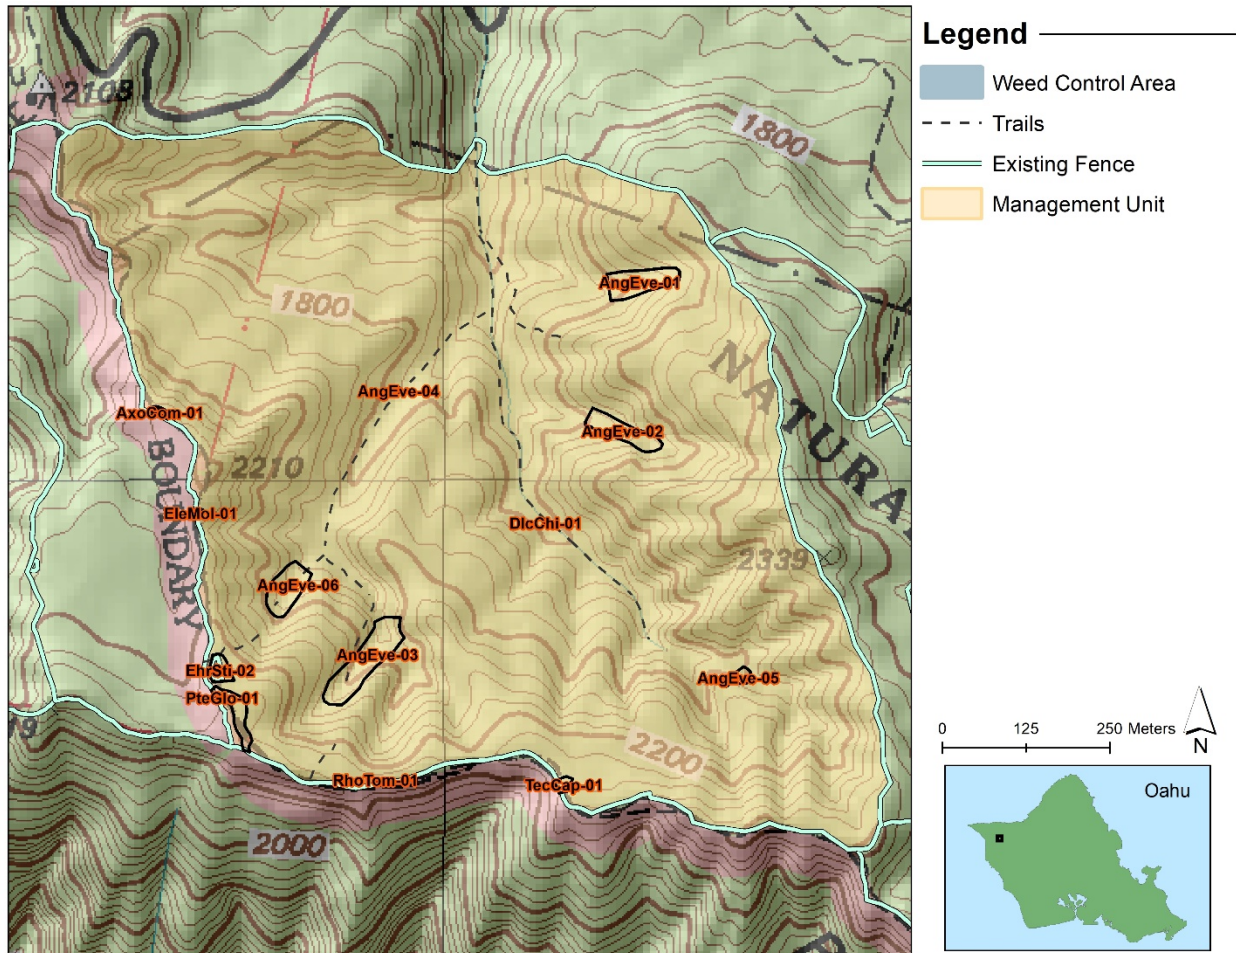 2108
1800
1800
AngEve-01
AngEve-04
AxoCom-01
AngEve-02
NATURA
BOUNDARY
2210
EleMol-01
DicChi-01
2339
AngEve-06
AngEve-03
EhrSti-02
AngEve-05
PteGlo-01
19
2200
RhoTom-01
TecCap-01
2000
Legend
Weed Control Area
Trails
Existing Fence
Management Unit
0 125 250 Meters
N
Oahu